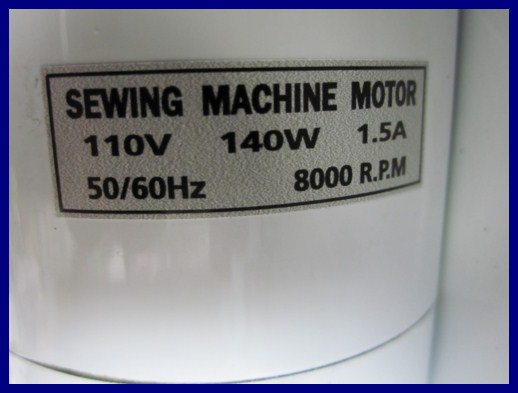 SEWING MACHINE MOTOR
110V 140W 1.5A
50/60Hz 8000 R.P.M